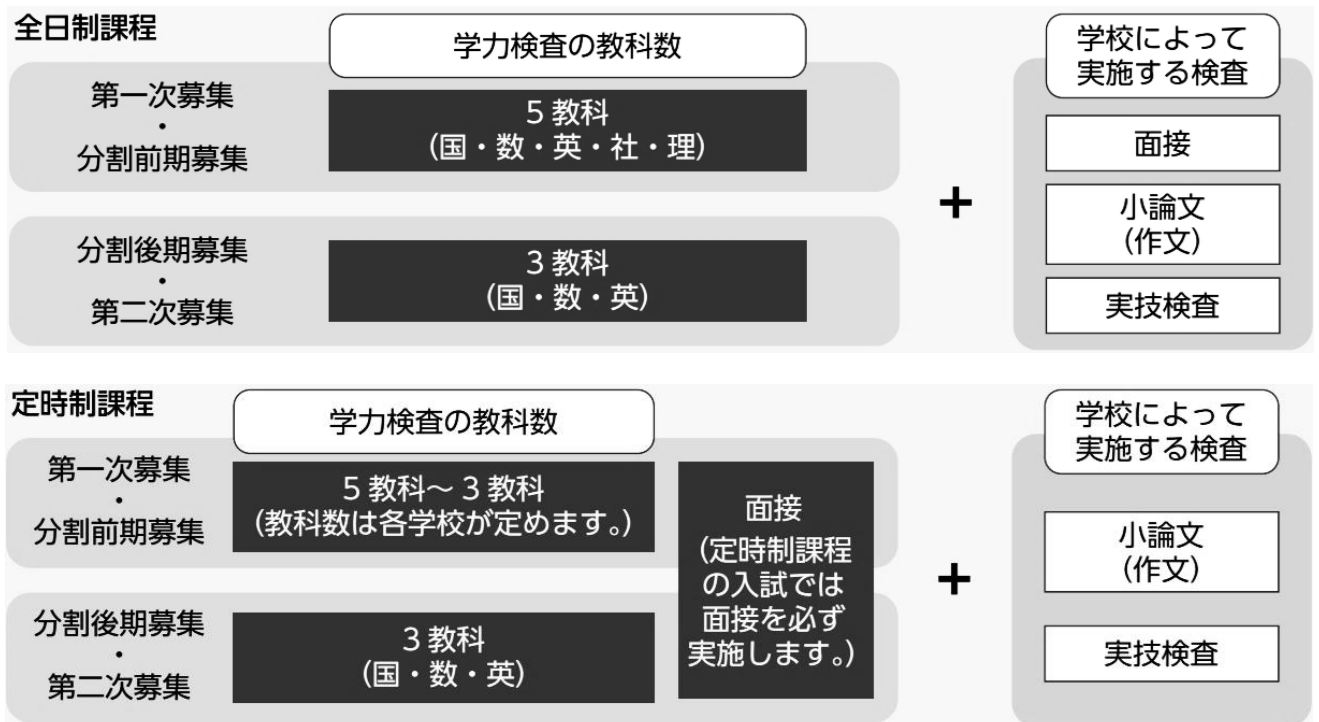 全日制課程
学力検査の教科数
第一次募集
・
分割前期募集
5教科
(国・数・英・社・理)
分割後期募集
・
第二次募集
3教科
(国・数・英)
+
学校によって
実施する検査
面接
小論文
(作文)
実技検査
定時制課程
学力検査の教科数
第一次募集
・
分割前期募集
5教科～3教科
(教科数は各学校が定めます。)
分割後期募集
・
第二次募集
3教科
(国・数・英)
面接
(定時制課程
の入試では
面接を必ず
実施します。)
+
学校によって
実施する検査
小論文
(作文)
実技検査